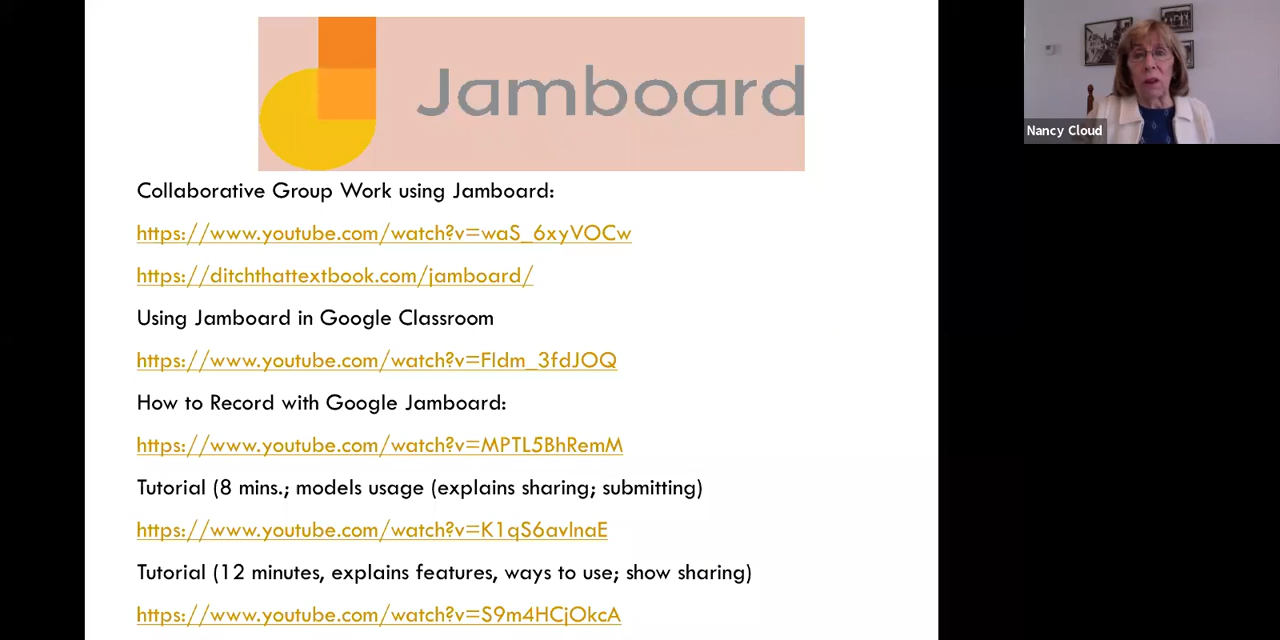 Jamboard
Nancy Cloud
Collaborative Group Work using Jamboard:
https://www.youtube.com/watch?v=waS_6xyVOCw
https://ditchthattextbook.com/jamboard/
Using Jamboard in Google Classroom
https://www.youtube.com/watch?v=FIdm_3fdJOQ
How to Record with Google Jamboard:
https://www.youtube.com/watch?v=MPTL5BhRemM
Tutorial (8 mins.; models usage (explains sharing; submitting)
https://www.youtube.com/watch?v=K1qS6avInaE
Tutorial (12 minutes, explains features, ways to use; show sharing)
https://www.youtube.com/watch?v=S9m4HCjOkcA